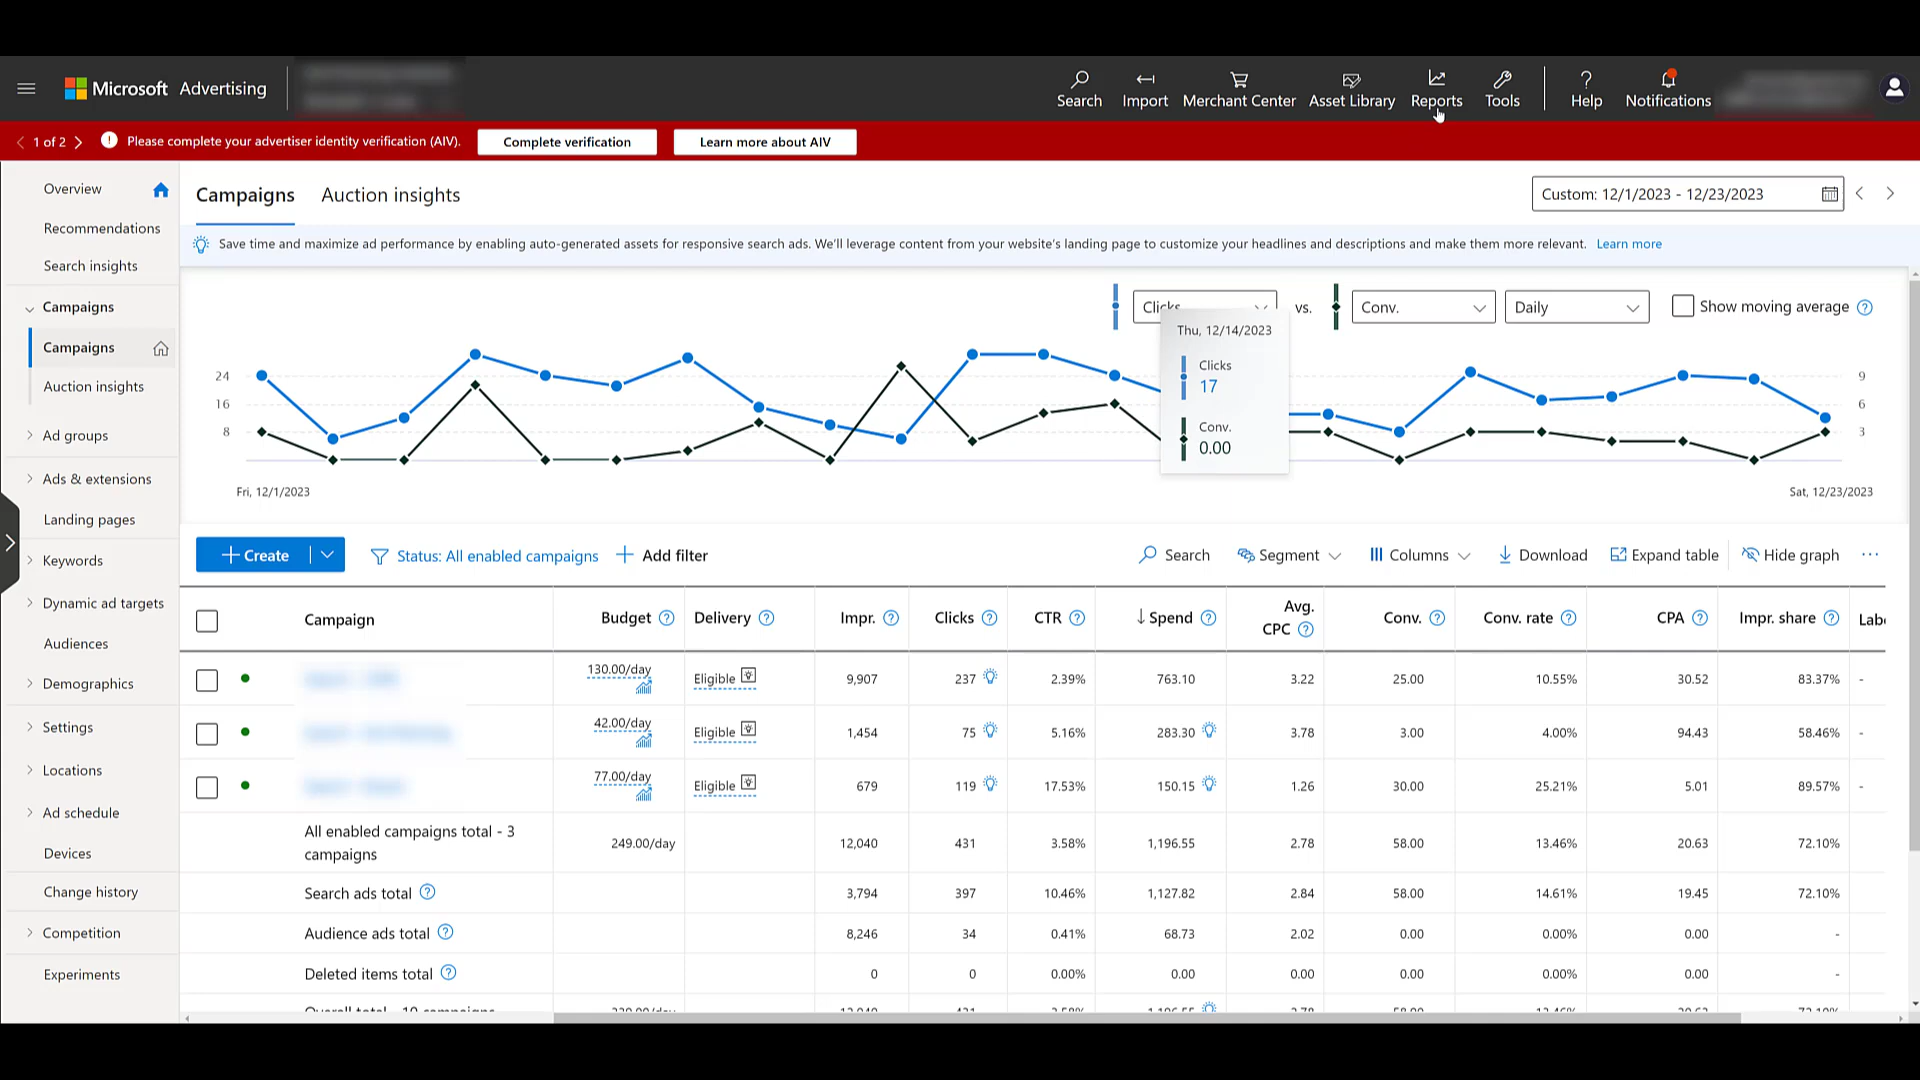 Microsoft Advertising
Search
Import
Merchant Center
Asset Library
Reports
Tools
Help
Notifications
1 of 2
Please complete your advertiser identity verification (AIV).
Complete verification
Learn more about AIV
Overview
Recommendations
Search insights
Campaigns
Campaigns
Auction insights
Ad groups
Ads & extensions
Landing pages
Keywords
Dynamic ad targets
Audiences
Demographics
Settings
Locations
Ad schedule
Devices
Change history
Competition
Experiments
Campaigns
Auction insights
Custom: 12/1/2023 - 12/23/2023
Save time and maximize ad performance by enabling auto-generated assets for responsive search ads. We'll leverage content from your website's landing page to customize your headlines and descriptions and make them more relevant. Learn more
Clicks
vs.
Conv.
Daily
Show moving average
24
16
8
9
6
3
Thu, 12/14/2023
Clicks
17
Conv.
0.00
Fri, 12/1/2023
Sat, 12/23/2023
Create
Status: All enabled campaigns
Add filter
Search
Segment
Columns
Download
Expand table
Hide graph
Campaign Budget Delivery Impr. Clicks CTR Spend Avg. CPC Conv. Conv. rate CPA Impr. share Labe
130.00/day Eligible 9,907 237 2.39% 763.10 3.22 25.00 10.55% 30.52 83.37% -
42.00/day Eligible 1,454 75 5.16% 283.30 3.78 3.00 4.00% 94.43 58.46% -
77.00/day Eligible 679 119 17.53% 150.15 1.26 30.00 25.21% 5.01 89.57% -
All enabled campaigns total - 3 campaigns 249.00/day 12,040 431 3.58% 1,196.55 2.78 58.00 13.46% 20.63 72.10%
Search ads total 3,794 397 10.46% 1,127.82 2.84 58.00 14.61% 19.45 72.10%
Audience ads total 8,246 34 0.41% 68.73 2.02 0.00 0.00% 0.00 -
Deleted items total 0 0 0.00% 0.00 0.00 0.00 0.00% 0.00 -